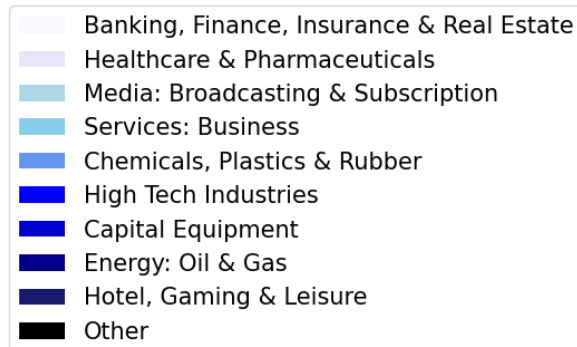 Banking, Finance, Insurance & Real Estate
Healthcare & Pharmaceuticals
Media: Broadcasting & Subscription
Services: Business
Chemicals, Plastics & Rubber
High Tech Industries
Capital Equipment
Energy: Oil & Gas
Hotel, Gaming & Leisure
Other